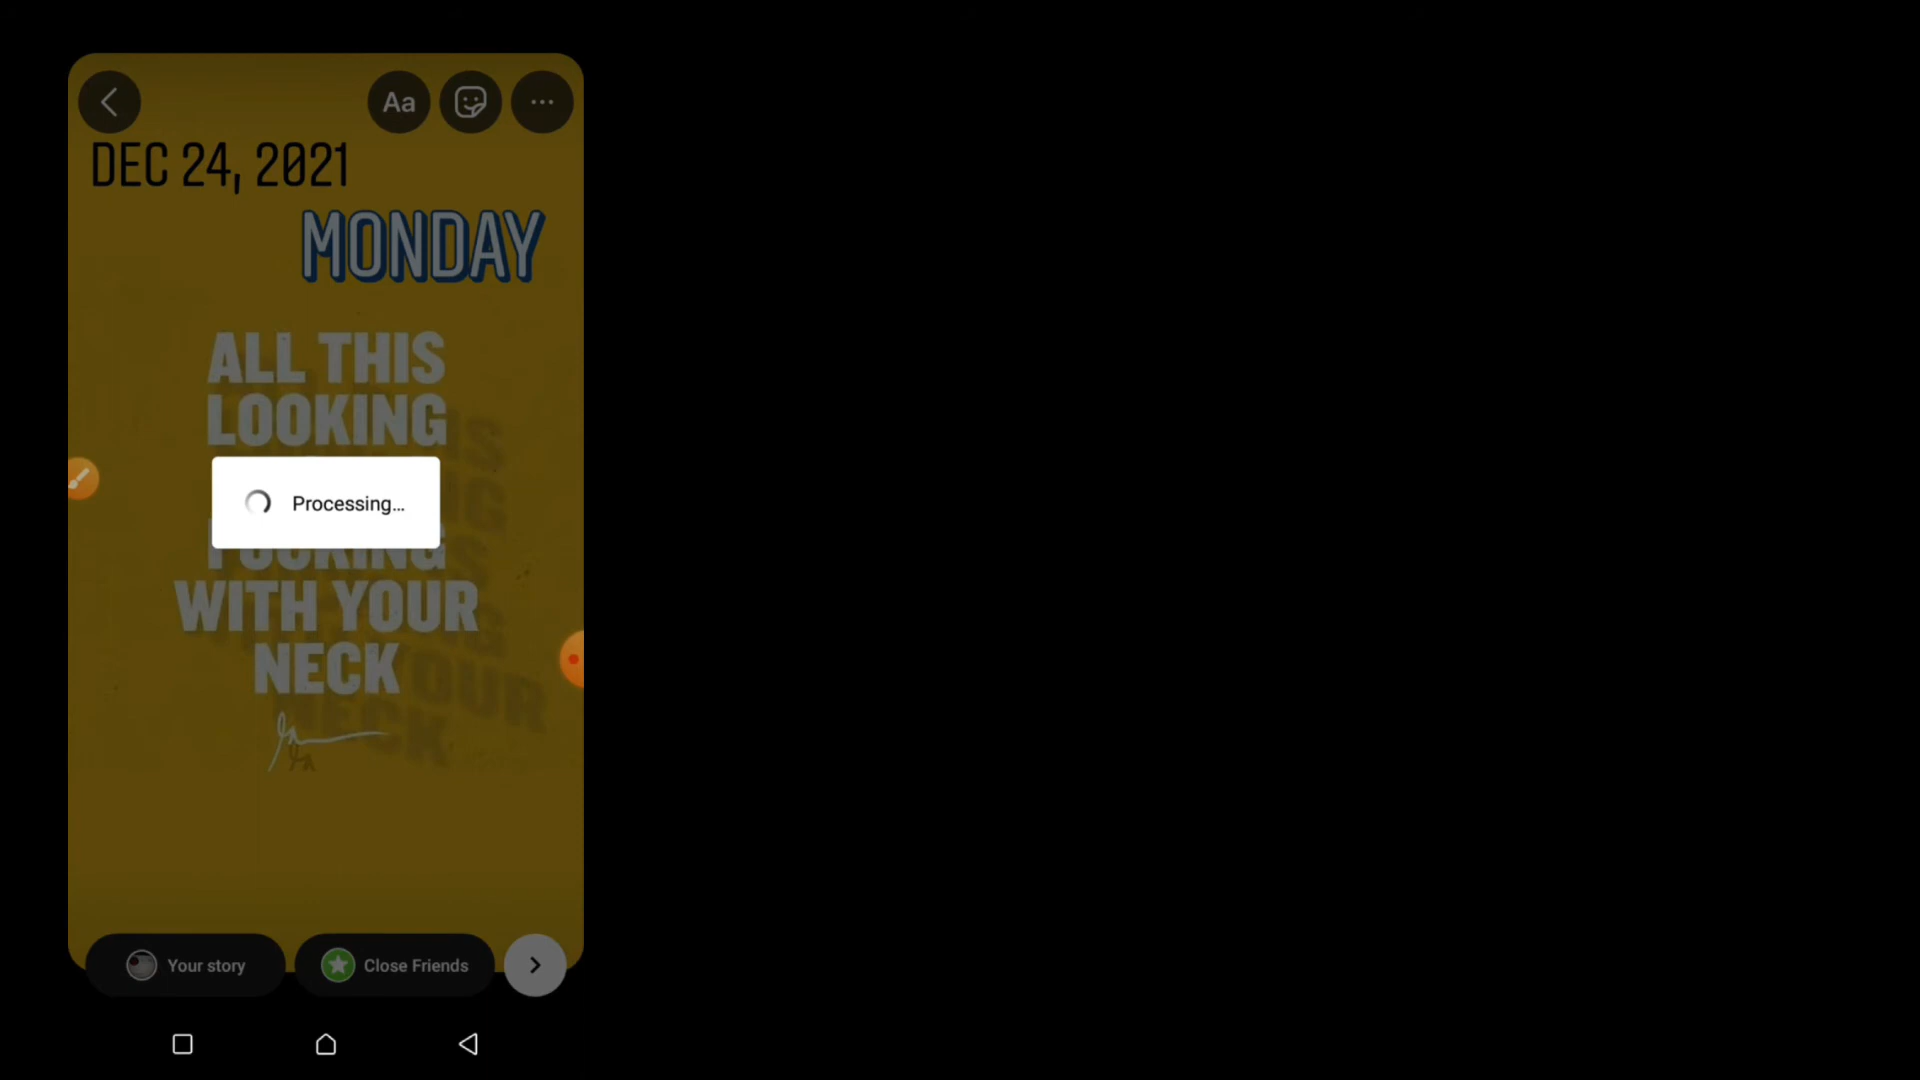 Aa
DEC 24, 2021
MONDAY
ALL THIS
LOOKING
Processing...
WITH YOUR
NECK
Your story
Close Friends